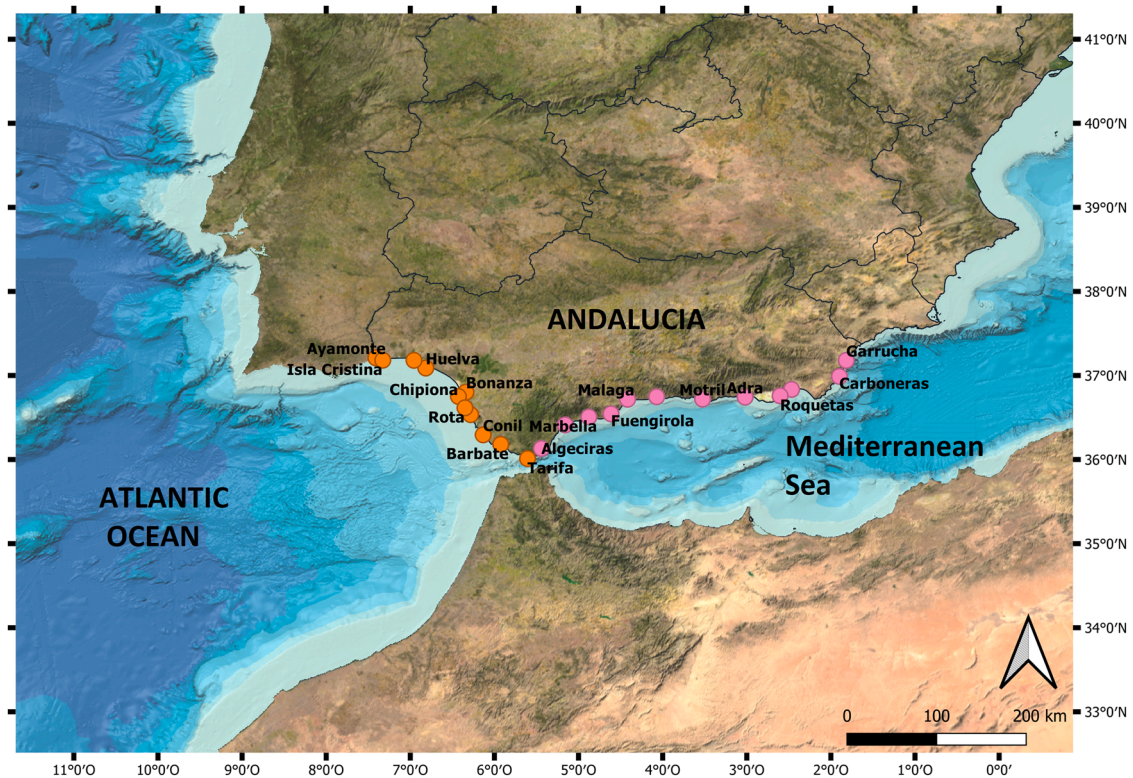 41°0'N
40°0'N
39°0'N
38°0'N
ANDALUCIA
Ayamonte
Huelva
Garrucha
Isla Cristina
37°0'N
Chipiona
Bonanza
Malaga
Motril
Adra
Carboneras
Roquetas
Rota
Conil
Marbella
Fuengirola
Barbate
Algeciras
Mediterranean
Sea
36°0'N
Tarifa
ATLANTIC
OCEAN
35°0'N
34°0'N
33°0'N
0 100 200 km
11°0'O 10°0'O 9°0'O 8°0'O 7°0'O 6°0'O 5°0'O 4°0'O 3°0'O 2°0'O 1°0'O 0°0'